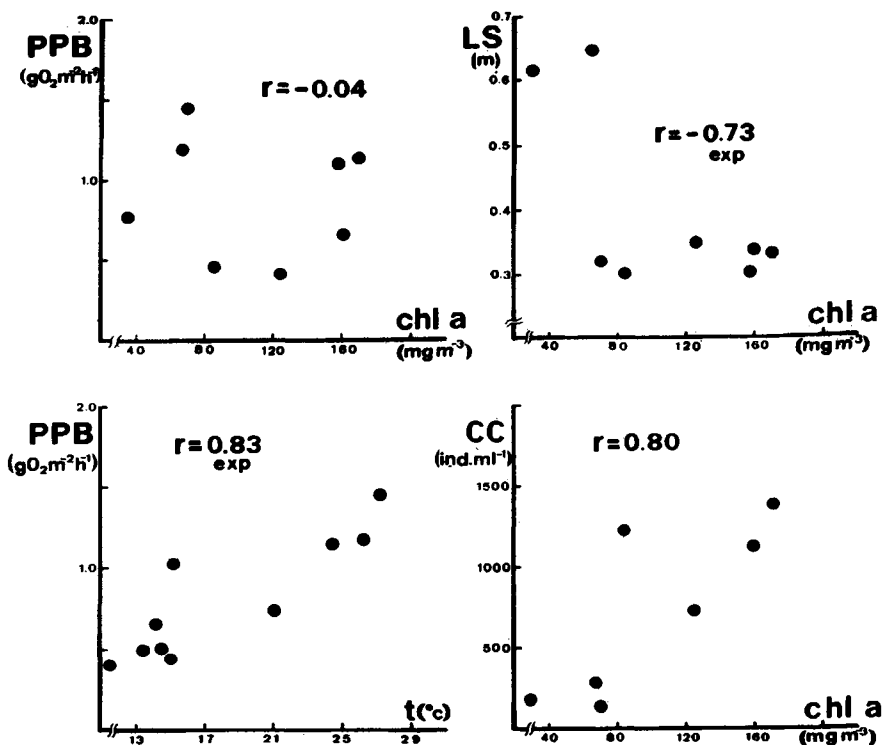 2.0
PPB
(gO₂m⁻²h⁻¹)
r = -0.04
1.0
chl a
40 80 120 160 (mg m⁻³)
LS
(m)
0.7
0.6
r = -0.73
exp
0.5
0.4
0.3
chl a
40 80 120 160 (mg m⁻³)
2.0
PPB
(gO₂m⁻²h⁻¹)
r = 0.83
exp
1.0
t (°c)
13 17 21 25 29
CC
(ind.ml⁻¹)
r = 0.80
1500
1000
500
chl a
40 80 120 160 (mg m⁻³)